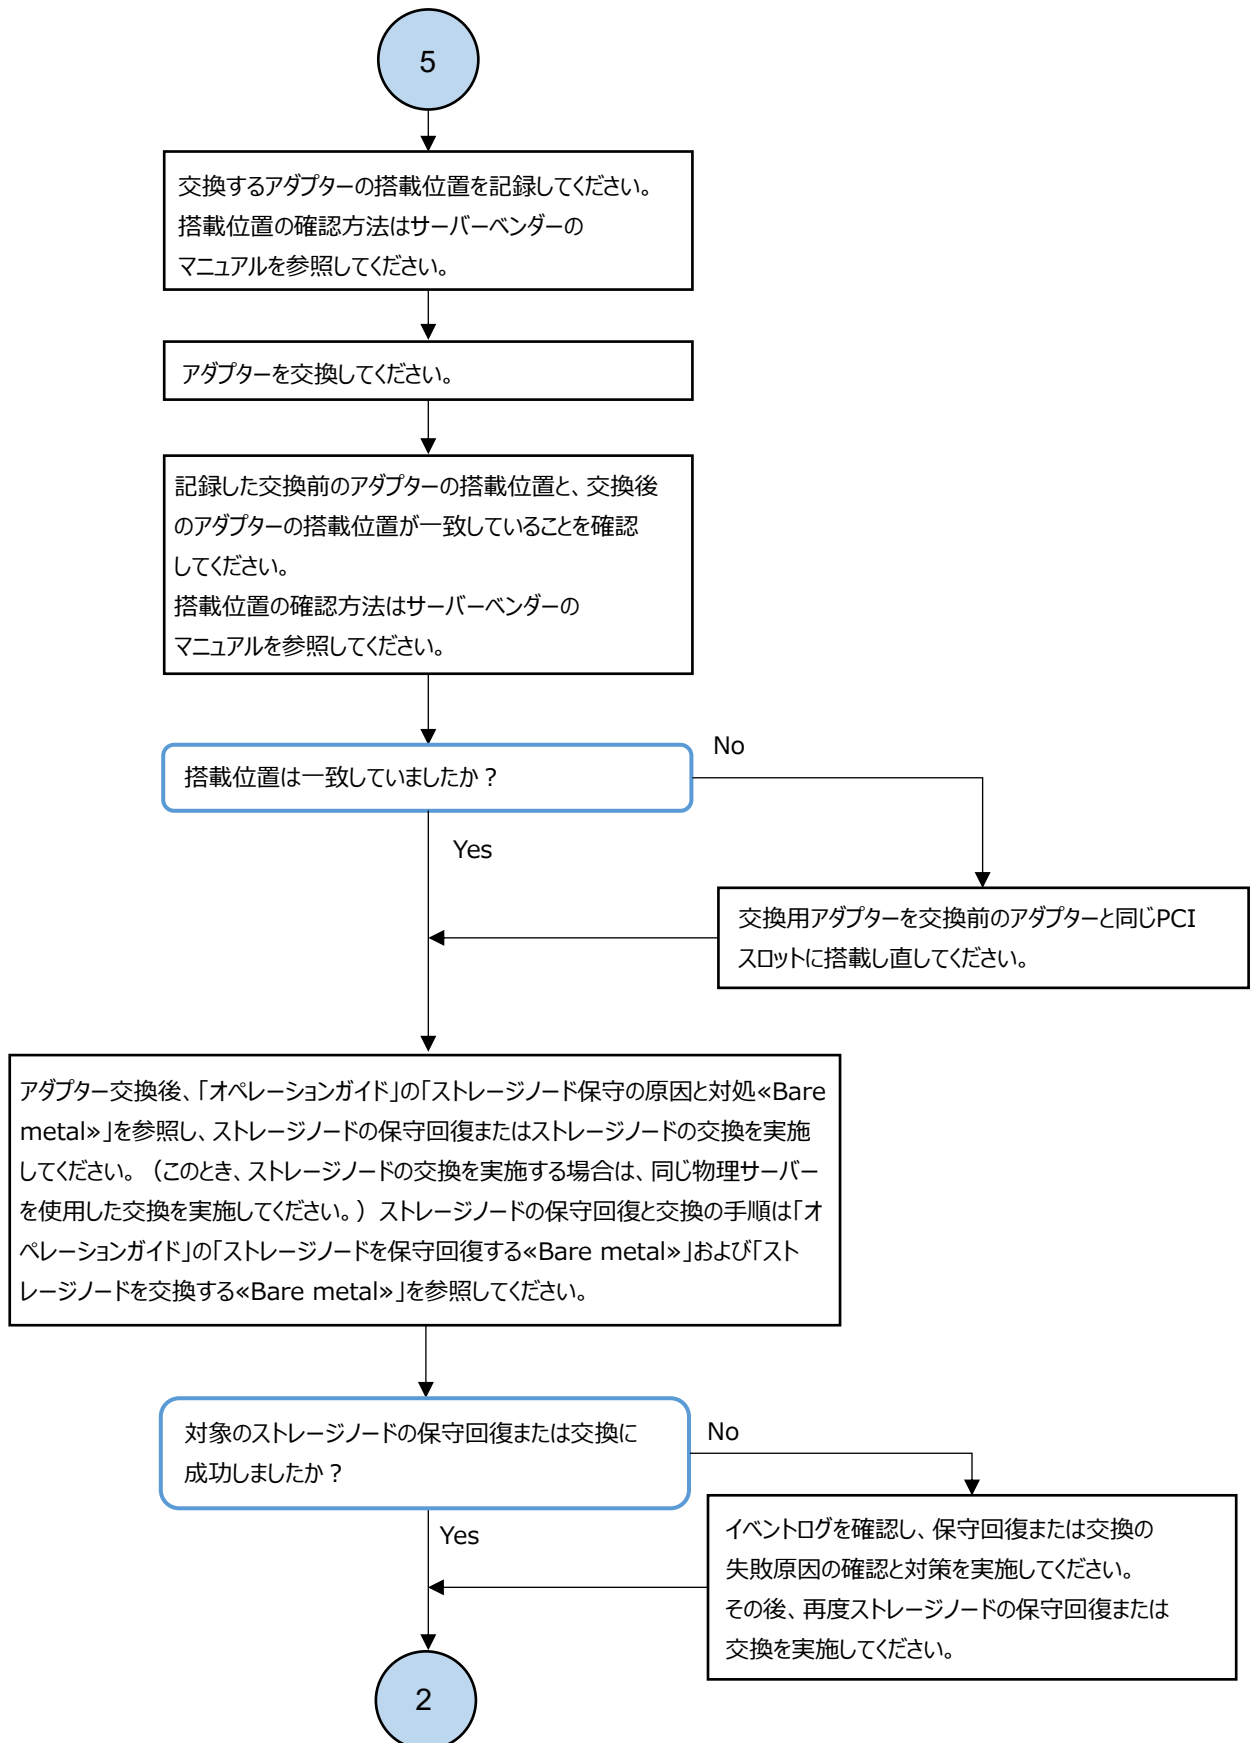 5
交換するアダプターの搭載位置を記録してください。
搭載位置の確認方法はサーバーベンダーの
マニュアルを参照してください。
アダプターを交換してください。
記録した交換前のアダプターの搭載位置と、交換後
のアダプターの搭載位置が一致していることを確認
してください。
搭載位置の確認方法はサーバーベンダーの
マニュアルを参照してください。
搭載位置は一致していましたか？
No
Yes
交換用アダプターを交換前のアダプターと同じPCI
スロットに搭載し直してください。
アダプター交換後、「オペレーションガイド」の「ストレージノード保守の原因と対処«Bare
metal»」を参照し、ストレージノードの保守回復またはストレージノードの交換を実施
してください。（このとき、ストレージノードの交換を実施する場合は、同じ物理サーバー
を使用した交換を実施してください。）ストレージノードの保守回復と交換の手順は「オ
ペレーションガイド」の「ストレージノードを保守回復する«Bare metal»」および「スト
レージノードを交換する«Bare metal»」を参照してください。
対象のストレージノードの保守回復または交換に
成功しましたか？
No
Yes
イベントログを確認し、保守回復または交換の
失敗原因の確認と対策を実施してください。
その後、再度ストレージノードの保守回復または
交換を実施してください。
2